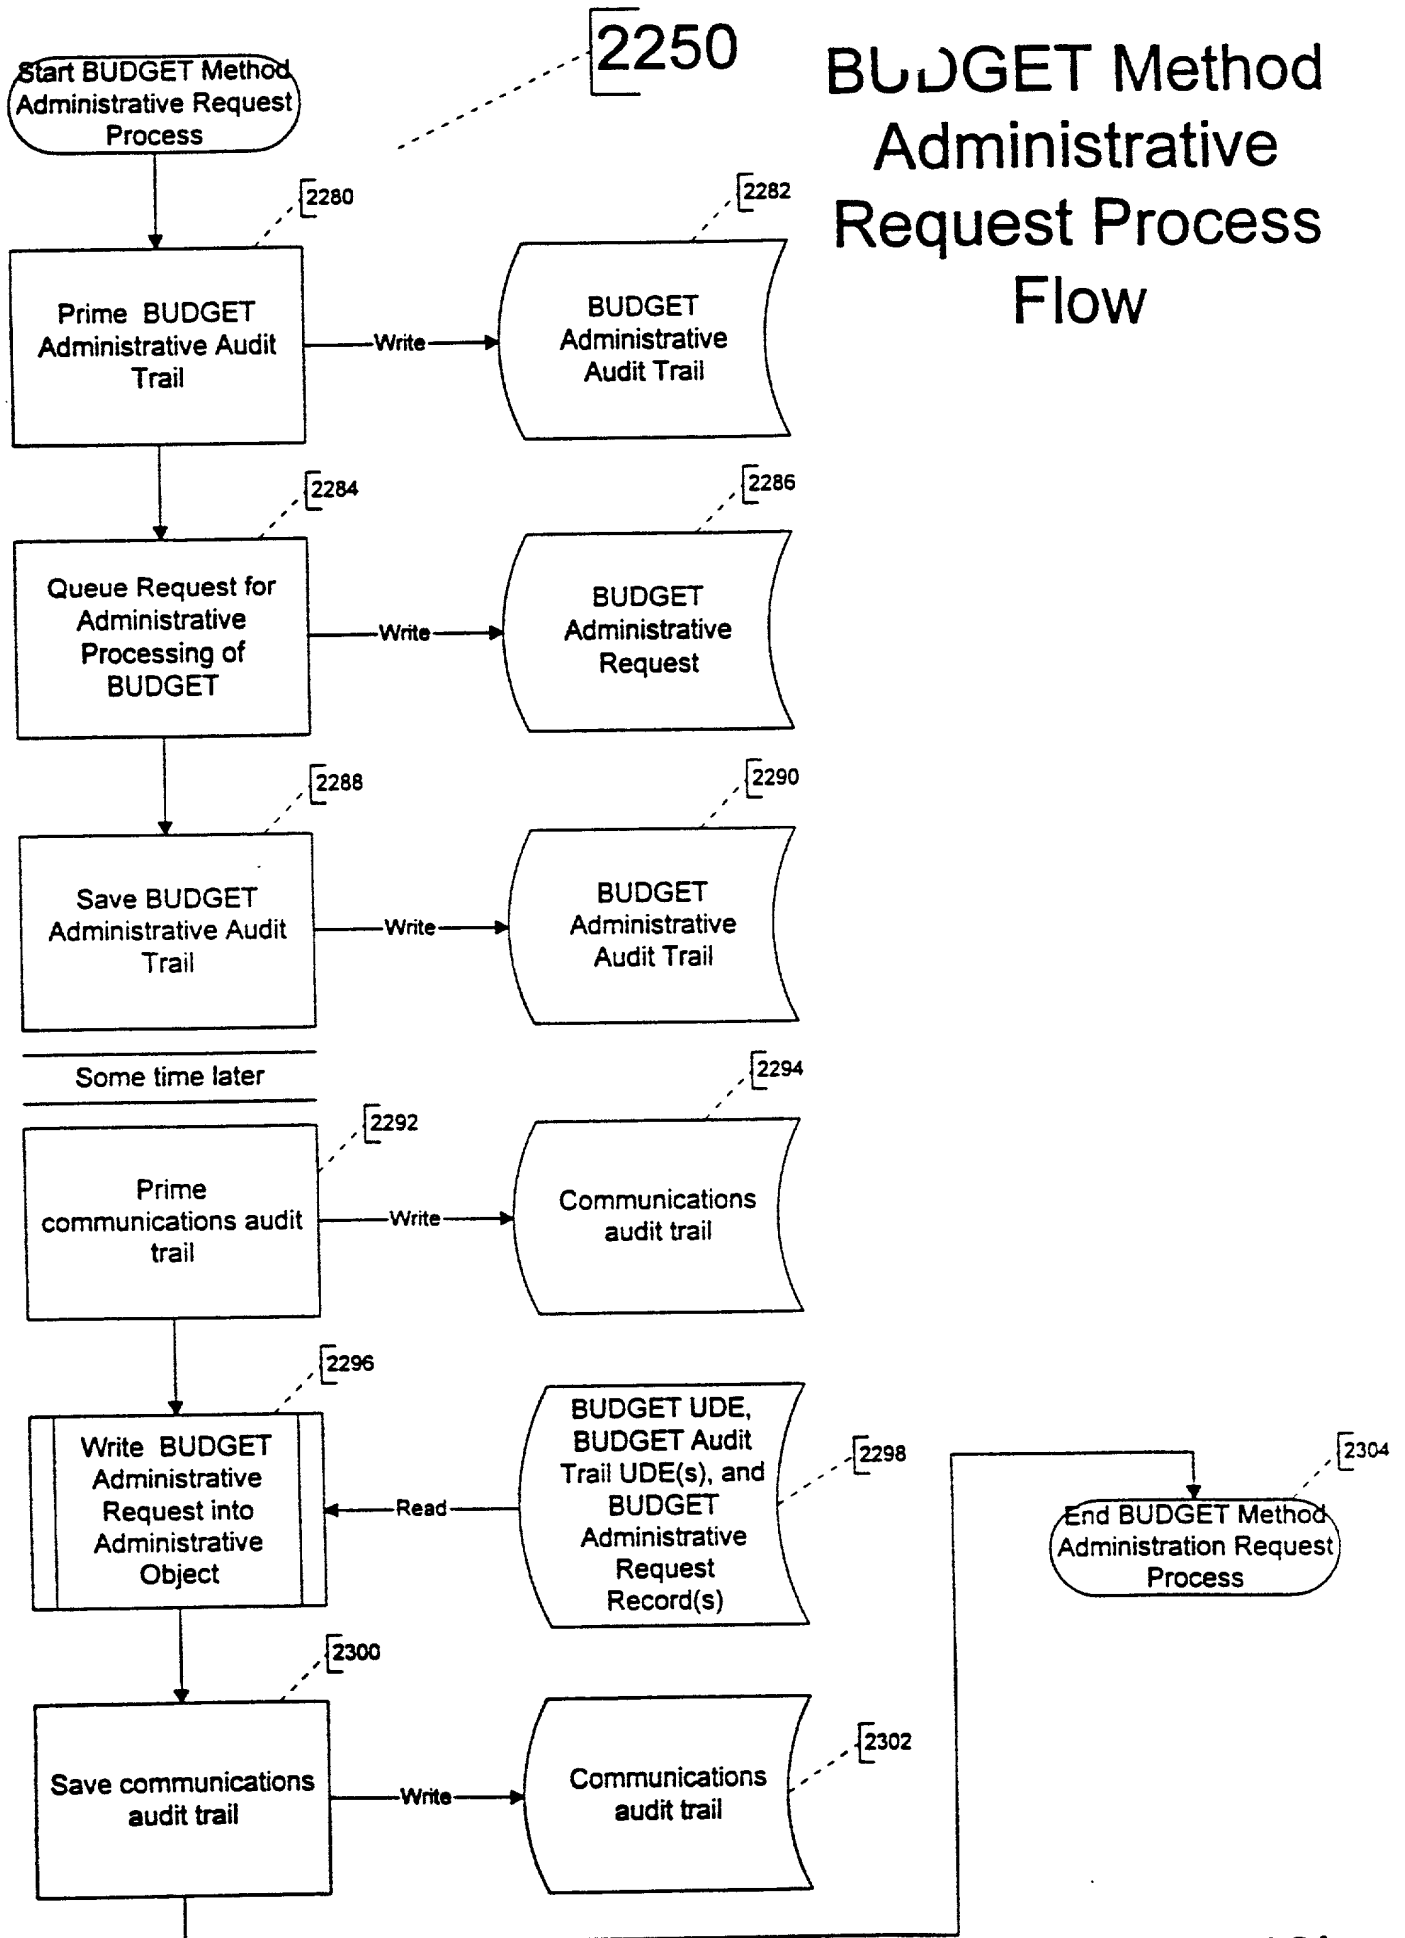 2250
BUDGET Method
Administrative
Request Process
Flow
Start BUDGET Method
Administrative Request
Process
2280
2282
Prime BUDGET
Administrative Audit
Trail
Write
BUDGET
Administrative
Audit Trail
2284
2286
Queue Request for
Administrative
Processing of
BUDGET
Write
BUDGET
Administrative
Request
2288
2290
Save BUDGET
Administrative Audit
Trail
Write
BUDGET
Administrative
Audit Trail
Some time later
2292
2294
Prime
communications audit
trail
Write
Communications
audit trail
2296
2298
Write BUDGET
Administrative
Request into
Administrative
Object
Read
BUDGET UDE,
BUDGET Audit
Trail UDE(s), and
BUDGET
Administrative
Request
Record(s)
2300
2302
Save communications
audit trail
Write
Communications
audit trail
2304
End BUDGET Method
Administration Request
Process